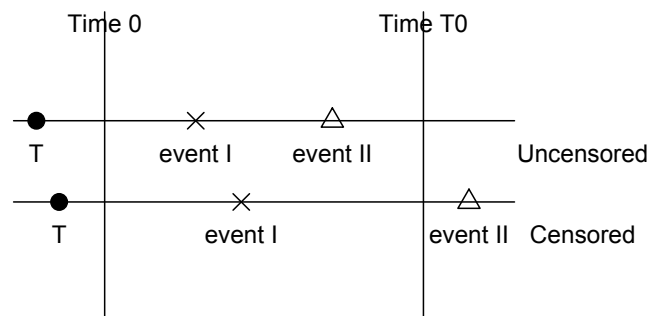 Time 0 Time T0
T event I event II Uncensored
T event I event II Censored